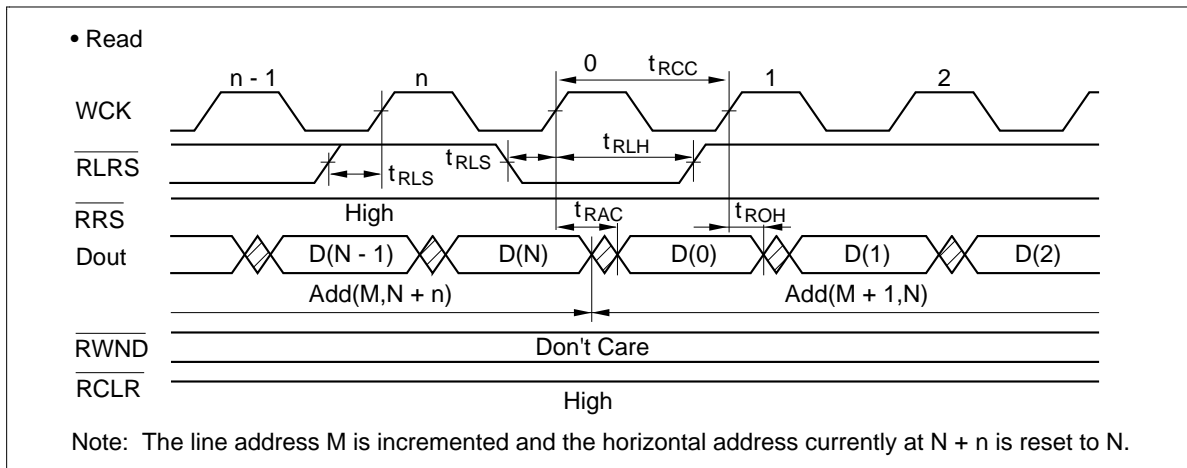 • Read
n - 1 n 0 tRCC 1 2
WCK
RLRS tRLS tRLS tRLH
RRS High tRAC tROH
Dout D(N - 1) D(N) D(0) D(1) D(2)
Add(M,N + n) Add(M + 1,N)
RWND Don't Care
RCLR High
Note: The line address M is incremented and the horizontal address currently at N + n is reset to N.